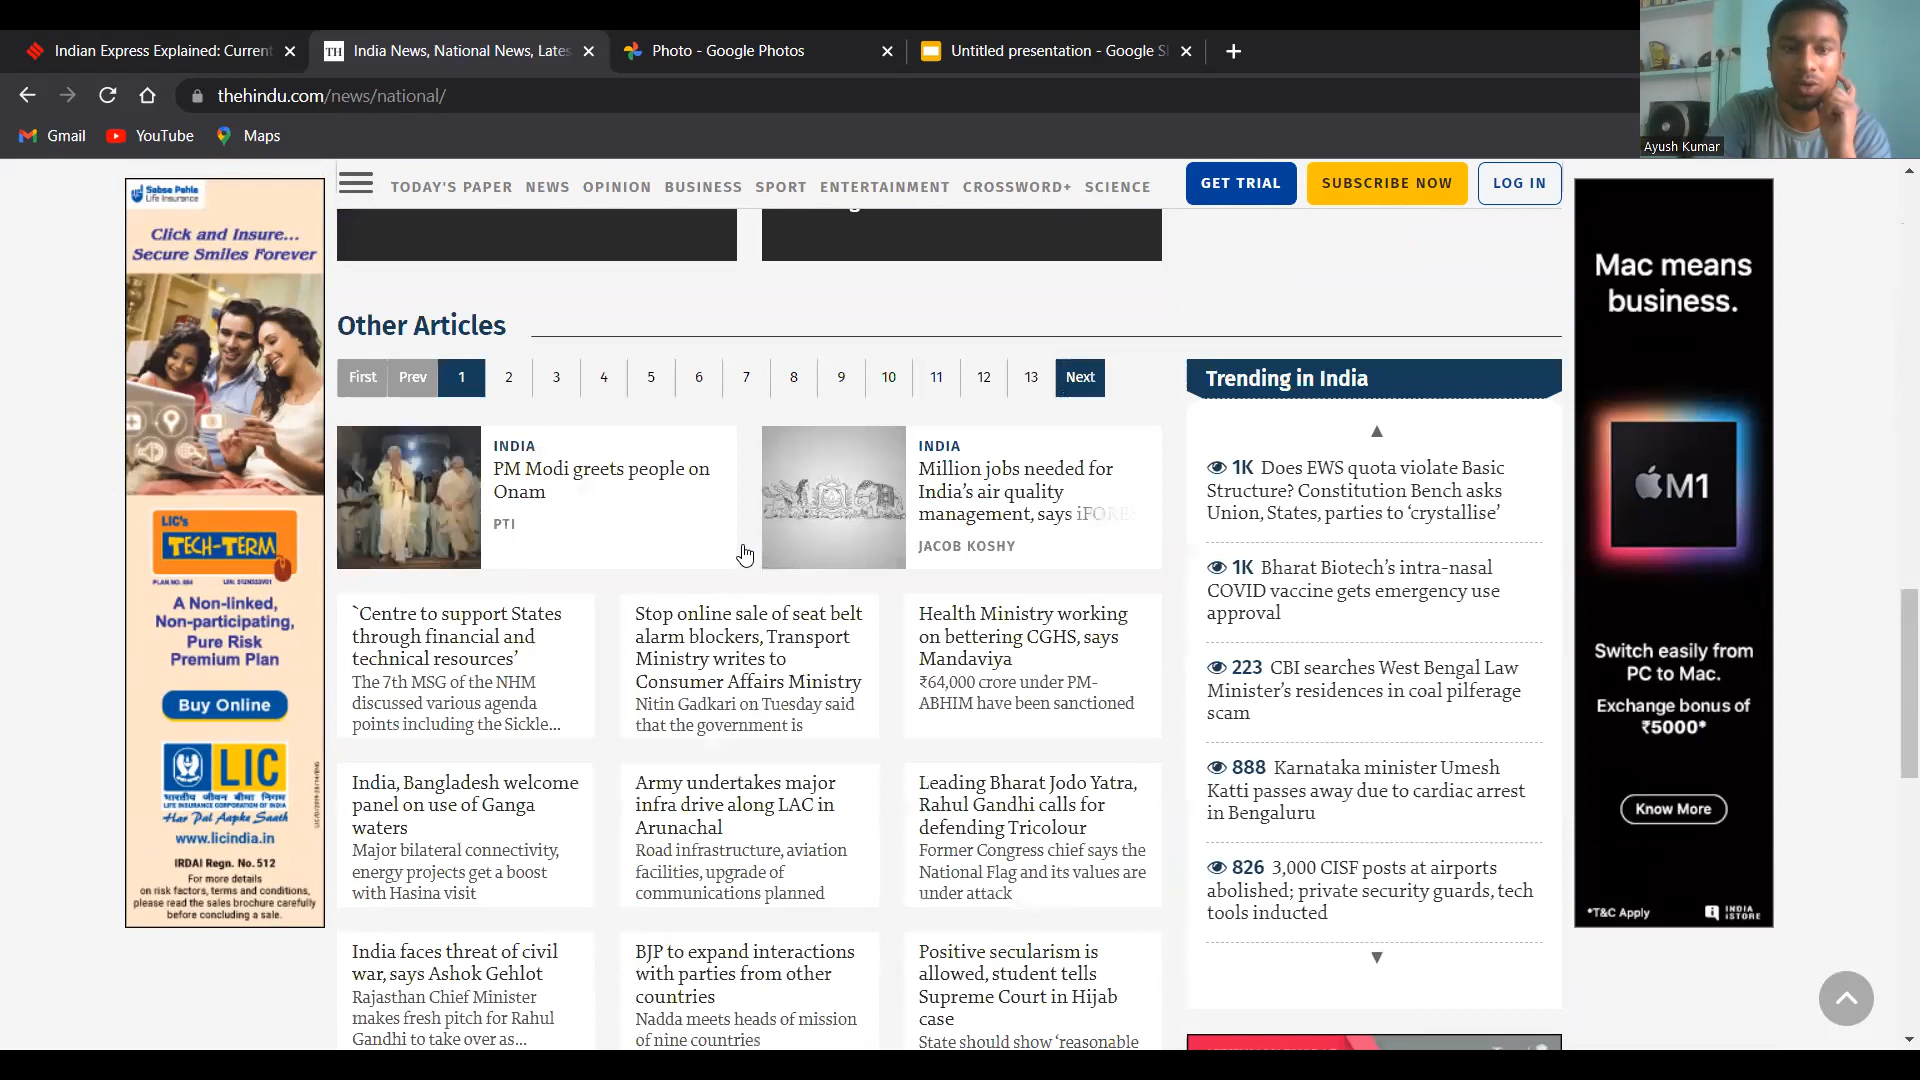 Indian Express Explained: Current
India News, National News, Lates
Photo - Google Photos
Untitled presentation - Google Sl
thehindu.com/news/national/
Gmail
YouTube
Maps
Ayush Kumar
TODAY'S PAPER NEWS OPINION BUSINESS SPORT ENTERTAINMENT CROSSWORD+ SCIENCE
GET TRIAL
SUBSCRIBE NOW
LOG IN
Sabse Pehle
Life Insurance
Click and Insure...
Secure Smiles Forever
LIC's
TECH-TERM
A Non-linked,
Non-participating,
Pure Risk
Premium Plan
Buy Online
LIC
भारतीय जीवन बीमा निगम
LIFE INSURANCE CORPORATION OF INDIA
Har Pal Aapke Saath
www.licindia.in
IRDAI Regn. No. 512
For more details
on risk factors, terms and conditions,
please read the sales brochure carefully
before concluding a sale.
Other Articles
First Prev 1 2 3 4 5 6 7 8 9 10 11 12 13 Next
INDIA
PM Modi greets people on
Onam
PTI
INDIA
Million jobs needed for
India’s air quality
management, says iFORES
JACOB KOSHY
`Centre to support States
through financial and
technical resources’
The 7th MSG of the NHM
discussed various agenda
points including the Sickle...
Stop online sale of seat belt
alarm blockers, Transport
Ministry writes to
Consumer Affairs Ministry
Nitin Gadkari on Tuesday said
that the government is
Health Ministry working
on bettering CGHS, says
Mandaviya
₹64,000 crore under PM-
ABHIM have been sanctioned
India, Bangladesh welcome
panel on use of Ganga
waters
Major bilateral connectivity,
energy projects get a boost
with Hasina visit
Army undertakes major
infra drive along LAC in
Arunachal
Road infrastructure, aviation
facilities, upgrade of
communications planned
Leading Bharat Jodo Yatra,
Rahul Gandhi calls for
defending Tricolour
Former Congress chief says the
National Flag and its values are
under attack
India faces threat of civil
war, says Ashok Gehlot
Rajasthan Chief Minister
makes fresh pitch for Rahul
Gandhi to take over as...
BJP to expand interactions
with parties from other
countries
Nadda meets heads of mission
of nine countries
Positive secularism is
allowed, student tells
Supreme Court in Hijab
case
State should show ‘reasonable
Trending in India
1K Does EWS quota violate Basic
Structure? Constitution Bench asks
Union, States, parties to ‘crystallise’
1K Bharat Biotech’s intra-nasal
COVID vaccine gets emergency use
approval
223 CBI searches West Bengal Law
Minister’s residences in coal pilferage
scam
888 Karnataka minister Umesh
Katti passes away due to cardiac arrest
in Bengaluru
826 3,000 CISF posts at airports
abolished; private security guards, tech
tools inducted
Mac means
business.
M1
Switch easily from
PC to Mac.
Exchange bonus of
₹5000*
Know More
*T&C Apply
INDIA
ISTORE